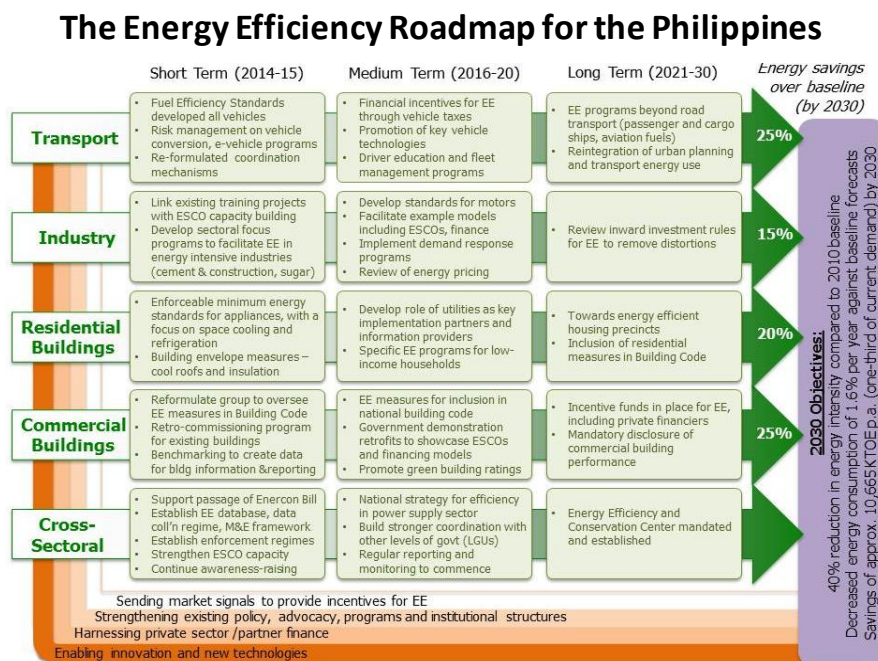 The Energy Efficiency Roadmap for the Philippines
Short Term (2014-15)
Medium Term (2016-20)
Long Term (2021-30)
Energy savings
over baseline
(by 2030)
Transport
• Fuel Efficiency Standards
developed all vehicles
• Risk management on vehicle
conversion, e-vehicle programs
• Re-formulated coordination
mechanisms
• Financial incentives for EE
through vehicle taxes
• Promotion of key vehicle
technologies
• Driver education and fleet
management programs
• EE programs beyond road
transport (passenger and cargo
ships, aviation fuels)
• Reintegration of urban planning
and transport energy use
25%
Industry
• Link existing training projects
with ESCO capacity building
• Develop sectoral focus
programs to facilitate EE in
energy intensive industries
(cement & construction, sugar)
• Develop standards for motors
• Facilitate example models
including ESCOs, finance
• Implement demand response
programs
• Review of energy pricing
• Review inward investment rules
for EE to remove distortions
15%
Residential
Buildings
• Enforceable minimum energy
standards for appliances, with a
focus on space cooling and
refrigeration
• Building envelope measures –
cool roofs and insulation
• Develop role of utilities as key
implementation partners and
information providers
• Specific EE programs for low-
income households
• Towards energy efficient
housing precincts
• Inclusion of residential
measures in Building Code
20%
Commercial
Buildings
• Reformulate group to oversee
EE measures in Building Code
• Retro-commissioning program
for existing buildings
• Benchmarking to create data
for bldg information &reporting
• EE measures for inclusion in
national building code
• Government demonstration
retrofits to showcase ESCOs
and financing models
• Promote green building ratings
• Incentive funds in place for EE,
including private financiers
• Mandatory disclosure of
commercial building
performance
25%
Cross-
Sectoral
• Support passage of Enercon Bill
• Establish EE database, data
coll'n regime, M&E framework
• Establish enforcement regimes
• Strengthen ESCO capacity
• Continue awareness-raising
• National strategy for efficiency
in power supply sector
• Build stronger coordination with
other levels of govt (LGUs)
• Regular reporting and
monitoring to commence
• Energy Efficiency and
Conservation Center mandated
and established
2030 Objectives:
40% reduction in energy intensity compared to 2010 baseline
Decreased energy consumption of 1.6% per year against baseline forecasts
Savings of approx. 10,665 KTOE p.a. (one-third of current demand) by 2030
Sending market signals to provide incentives for EE
Strengthening existing policy, advocacy, programs and institutional structures
Harnessing private sector /partner finance
Enabling innovation and new technologies